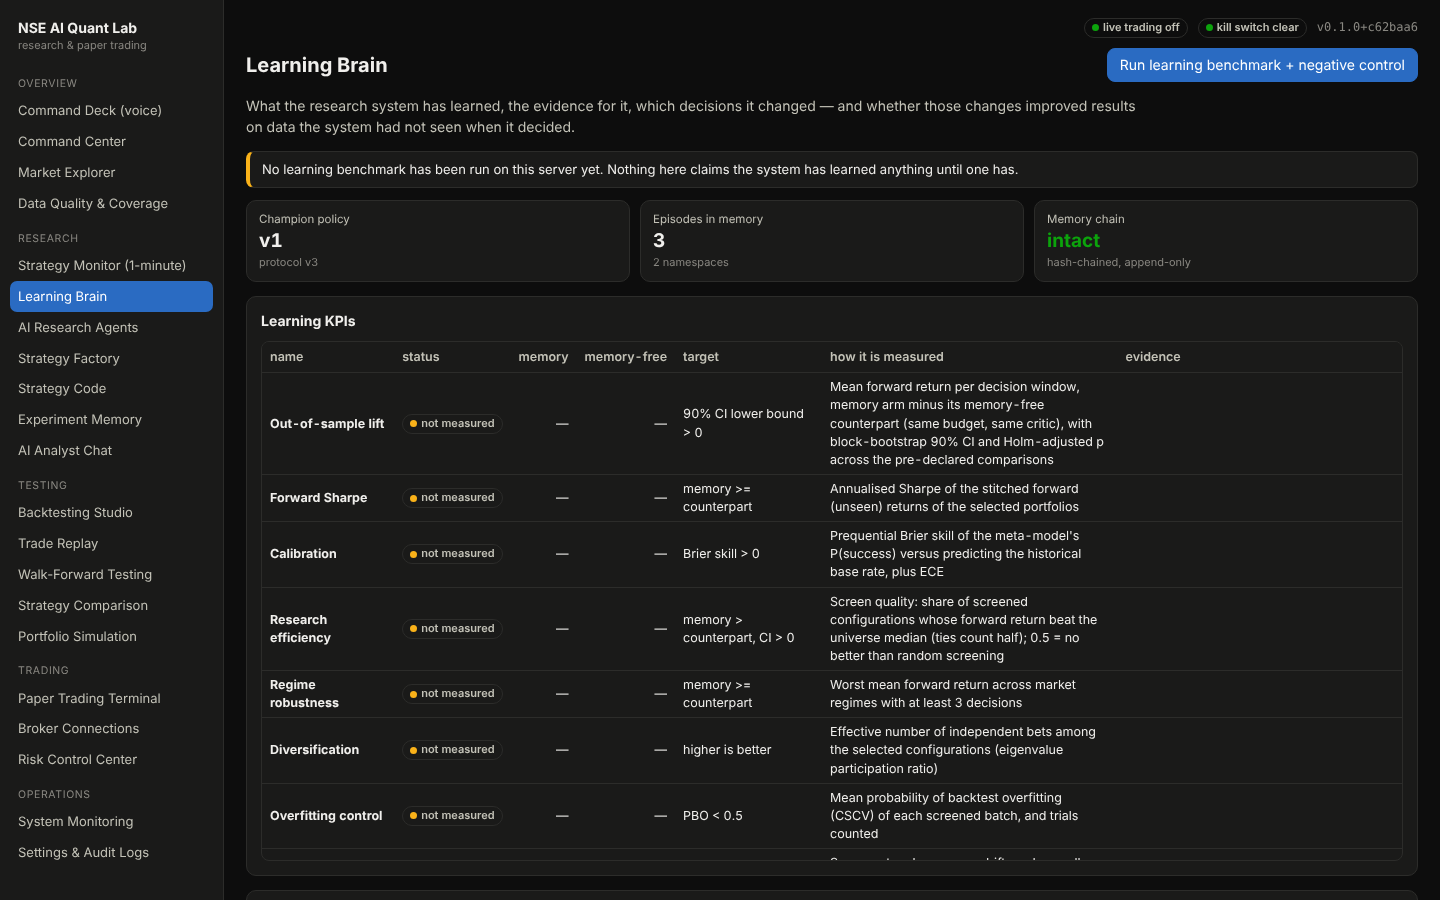 NSE AI Quant Lab
research & paper trading
OVERVIEW
Command Deck (voice)
Command Center
Market Explorer
Data Quality & Coverage
RESEARCH
Strategy Monitor (1-minute)
Learning Brain
AI Research Agents
Strategy Factory
Strategy Code
Experiment Memory
AI Analyst Chat
TESTING
Backtesting Studio
Trade Replay
Walk-Forward Testing
Strategy Comparison
Portfolio Simulation
TRADING
Paper Trading Terminal
Broker Connections
Risk Control Center
OPERATIONS
System Monitoring
Settings & Audit Logs
live trading off kill switch clear v0.1.0+c62baa6
Learning Brain
Run learning benchmark + negative control
What the research system has learned, the evidence for it, which decisions it changed — and whether those changes improved results
on data the system had not seen when it decided.
No learning benchmark has been run on this server yet. Nothing here claims the system has learned anything until one has.
Champion policy
v1
protocol v3
Episodes in memory
3
2 namespaces
Memory chain
intact
hash-chained, append-only
Learning KPIs
name status memory memory-free target how it is measured evidence
Out-of-sample lift not measured — —
90% CI lower bound
> 0
Mean forward return per decision window,
memory arm minus its memory-free
counterpart (same budget, same critic), with
block-bootstrap 90% CI and Holm-adjusted p
across the pre-declared comparisons
Forward Sharpe not measured — —
memory >=
counterpart
Annualised Sharpe of the stitched forward
(unseen) returns of the selected portfolios
Calibration not measured — — Brier skill > 0
Prequential Brier skill of the meta-model's
P(success) versus predicting the historical
base rate, plus ECE
Research
efficiency
not measured — —
memory >
counterpart, CI > 0
Screen quality: share of screened
configurations whose forward return beat the
universe median (ties count half); 0.5 = no
better than random screening
Regime
robustness
not measured — —
memory >=
counterpart
Worst mean forward return across market
regimes with at least 3 decisions
Diversification not measured — — higher is better
Effective number of independent bets among
the selected configurations (eigenvalue
participation ratio)
Overfitting control not measured — — PBO < 0.5
Mean probability of backtest overfitting
(CSCV) of each screened batch, and trials
counted